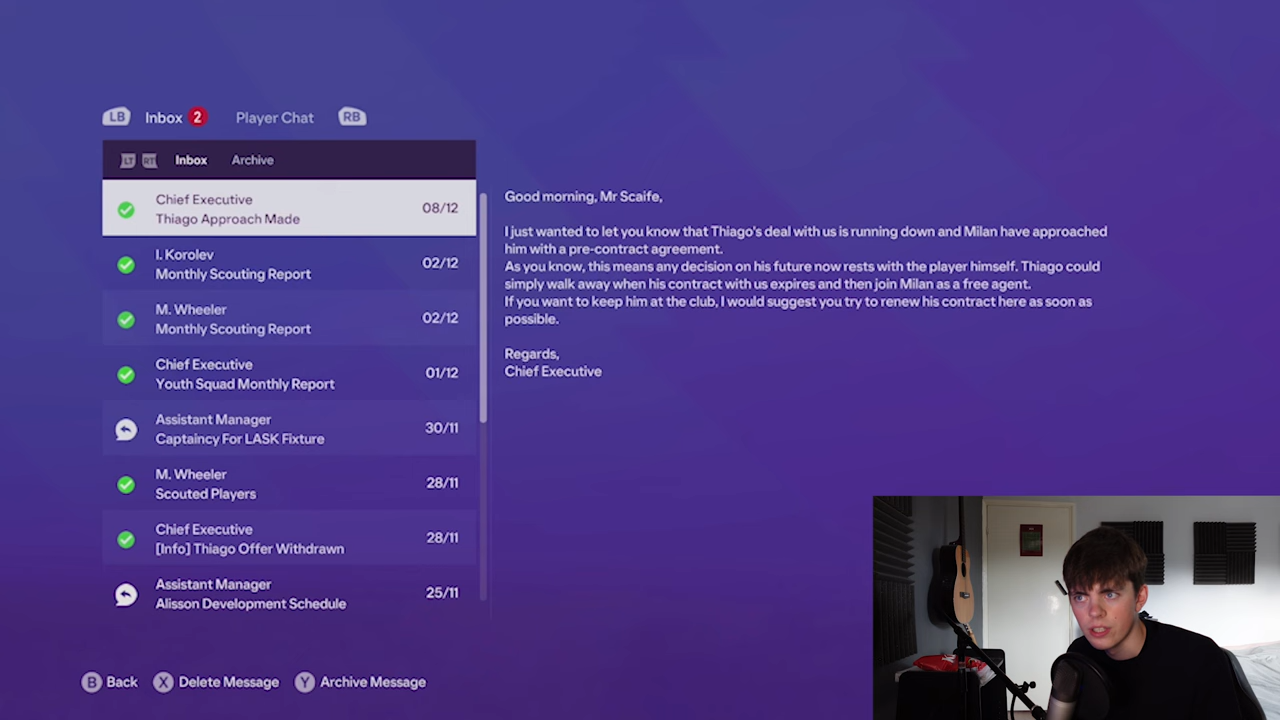 LB Inbox 2 Player Chat RB
LT RT Inbox Archive
Chief Executive
Thiago Approach Made
08/12
I. Korolev
Monthly Scouting Report
02/12
M. Wheeler
Monthly Scouting Report
02/12
Chief Executive
Youth Squad Monthly Report
01/12
Assistant Manager
Captaincy For LASK Fixture
30/11
M. Wheeler
Scouted Players
28/11
Chief Executive
[Info] Thiago Offer Withdrawn
28/11
Assistant Manager
Alisson Development Schedule
25/11
Good morning, Mr Scaife,
I just wanted to let you know that Thiago's deal with us is running down and Milan have approached
him with a pre-contract agreement.
As you know, this means any decision on his future now rests with the player himself. Thiago could
simply walk away when his contract with us expires and then join Milan as a free agent.
If you want to keep him at the club, I would suggest you try to renew his contract here as soon as
possible.
Regards,
Chief Executive
B Back X Delete Message Y Archive Message